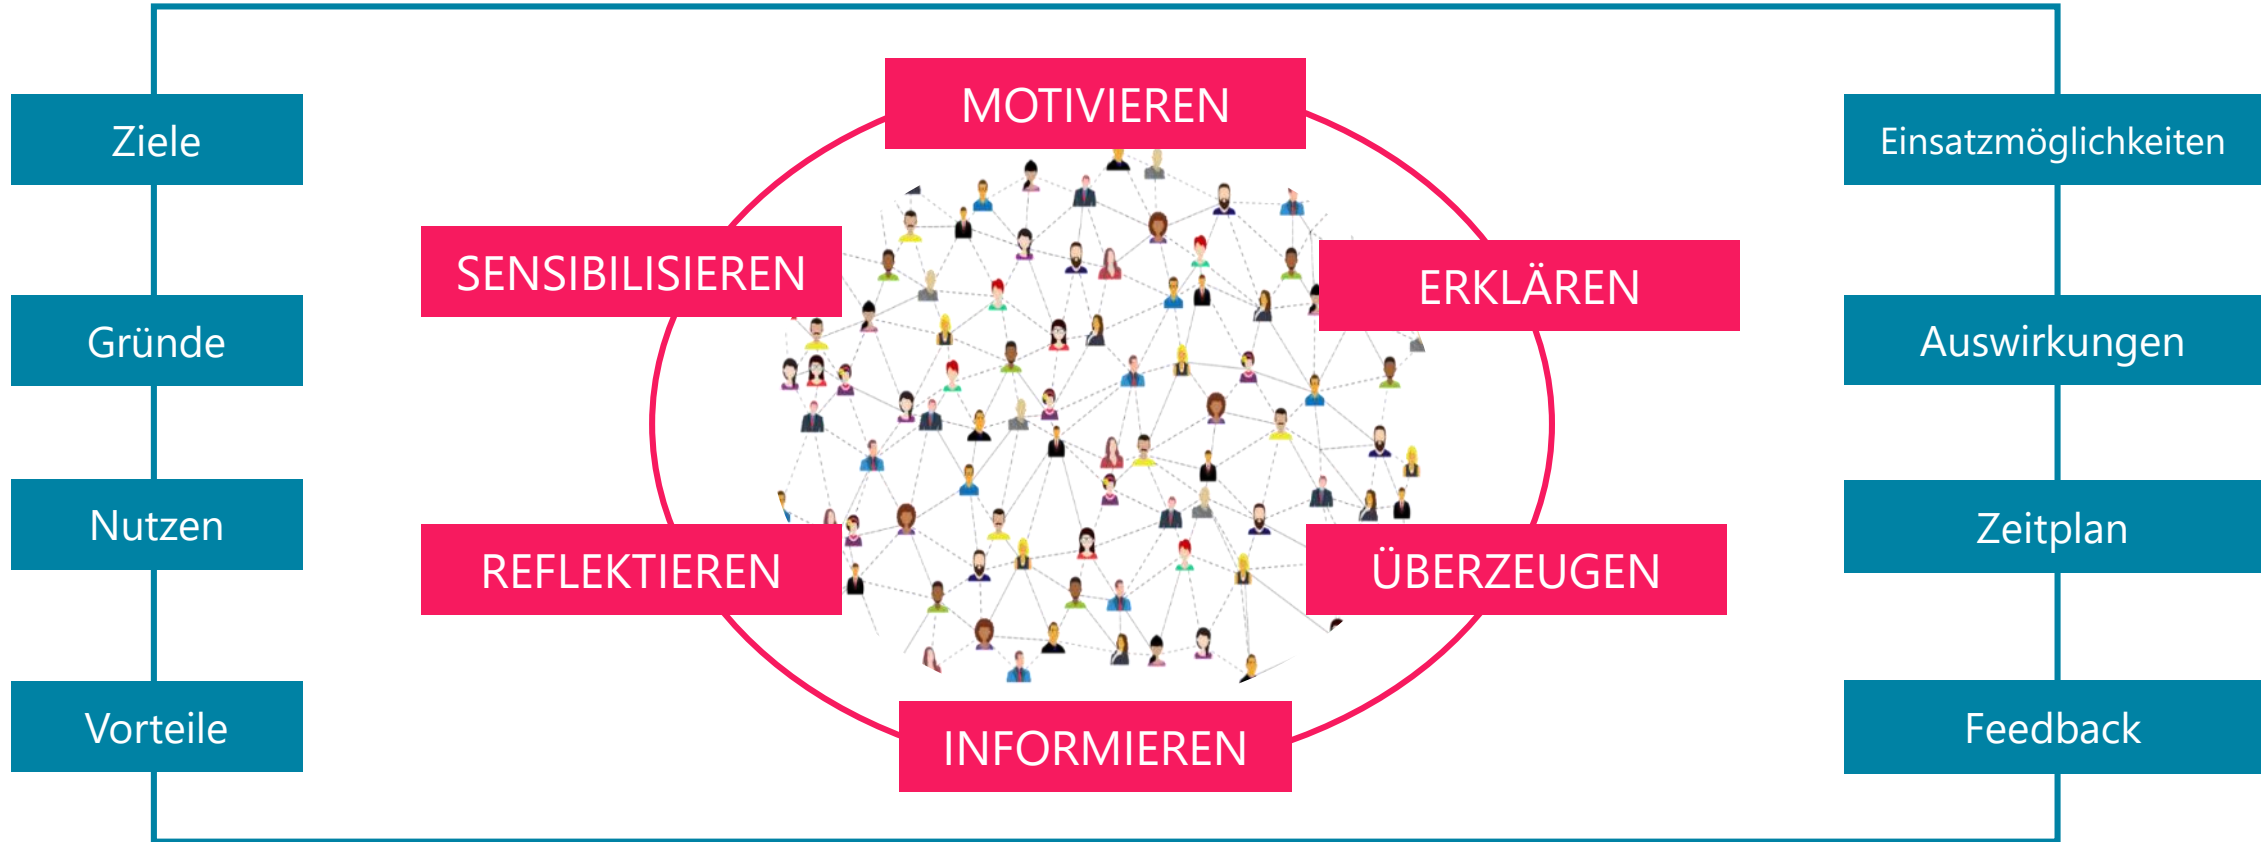 MOTIVIEREN
Ziele
Einsatzmöglichkeiten
SENSIBILISIEREN
ERKLÄREN
Gründe
Auswirkungen
Nutzen
Zeitplan
REFLEKTIEREN
ÜBERZEUGEN
Vorteile
Feedback
INFORMIEREN